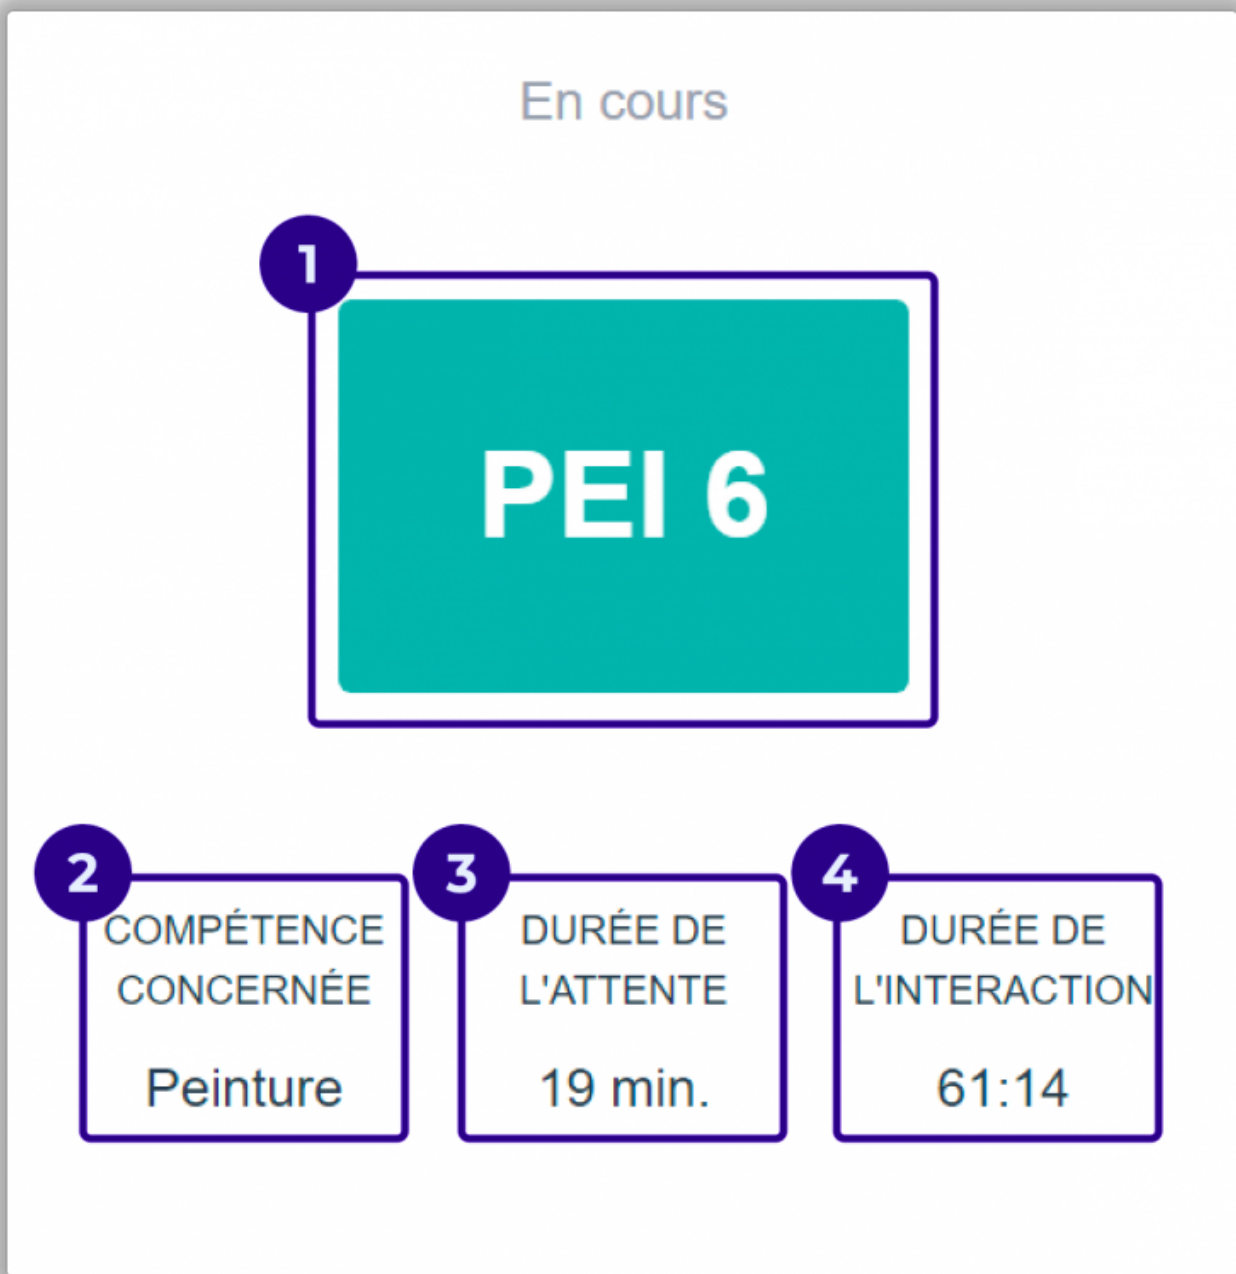 En cours
1
PEI 6
2
COMPÉTENCE
CONCERNÉE
Peinture
3
DURÉE DE
L'ATTENTE
19 min.
4
DURÉE DE
L'INTERACTION
61:14